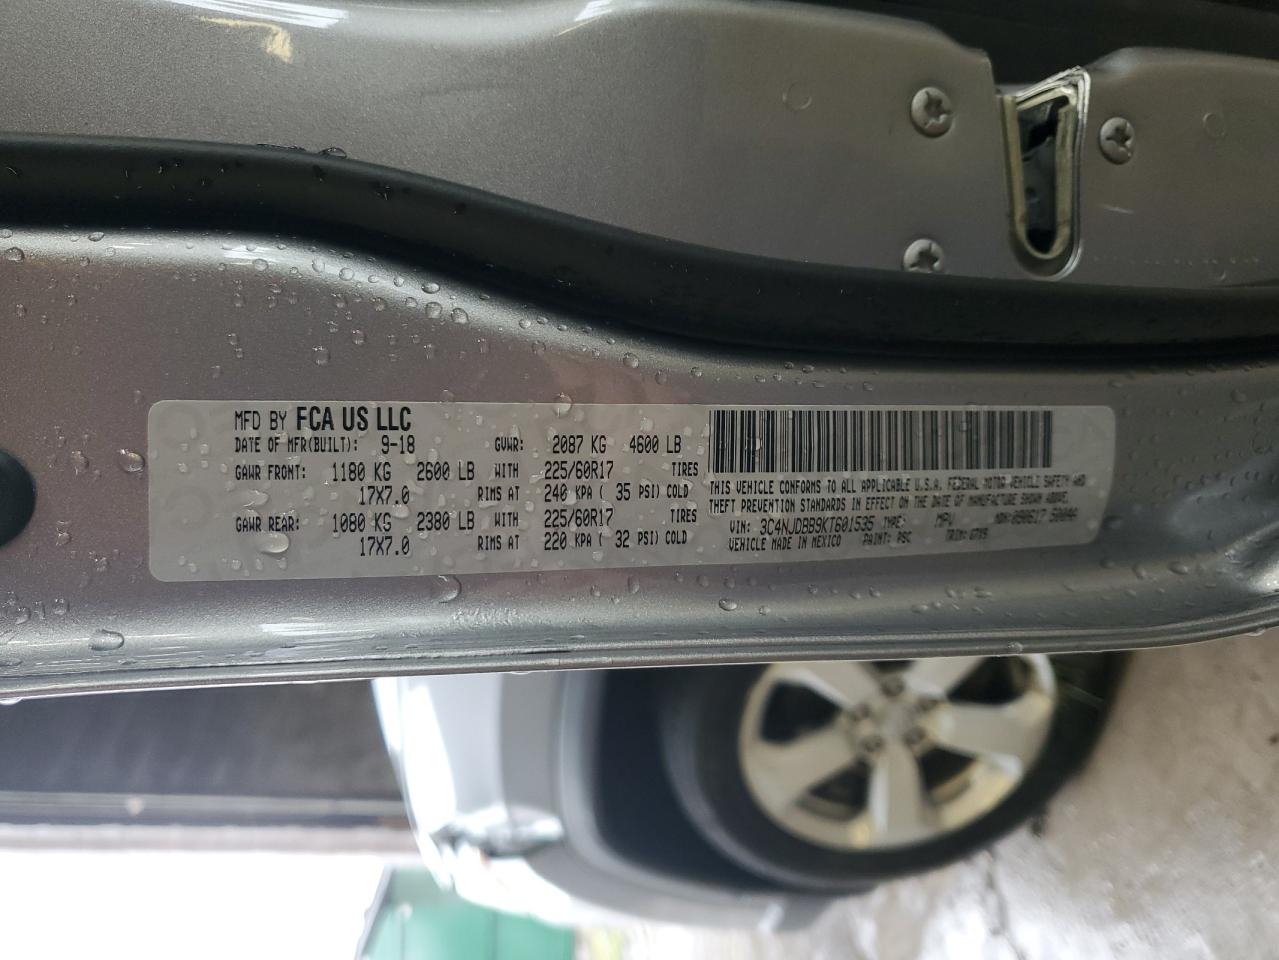 MFD BY FCA US LLC
DATE OF MFR(BUILT): 9-18 GVWR: 2087 KG 4600 LB
GAWR FRONT: 1180 KG 2600 LB WITH 225/60R17 TIRES
17X7.0 RIMS AT 240 KPA ( 35 PSI) COLD
GAWR REAR: 1080 KG 2380 LB WITH 225/60R17 TIRES
17X7.0 RIMS AT 220 KPA ( 32 PSI) COLD
THIS VEHICLE CONFORMS TO ALL APPLICABLE U.S.A. FEDERAL MOTOR VEHICLE SAFETY AND
THEFT PREVENTION STANDARDS IN EFFECT ON THE DATE OF MANUFACTURE SHOWN ABOVE.
VIN: 3C4NJDBB9KT601535 TYPE: MPV
VEHICLE MADE IN MEXICO PAINT: PSC TRIM: